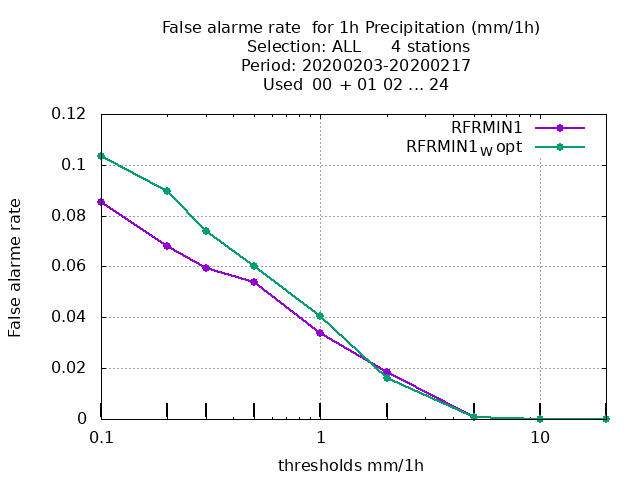 False alarme rate  for 1h Precipitation (mm/1h)
Selection: ALL      4 stations
Period: 20200203-20200217
Used  00  + 01 02 ... 24
RFRMIN1
RFRMIN1W opt
0.12
0.1
0.08
0.06
0.04
0.02
0
False alarme rate
0.1
1
10
thresholds mm/1h